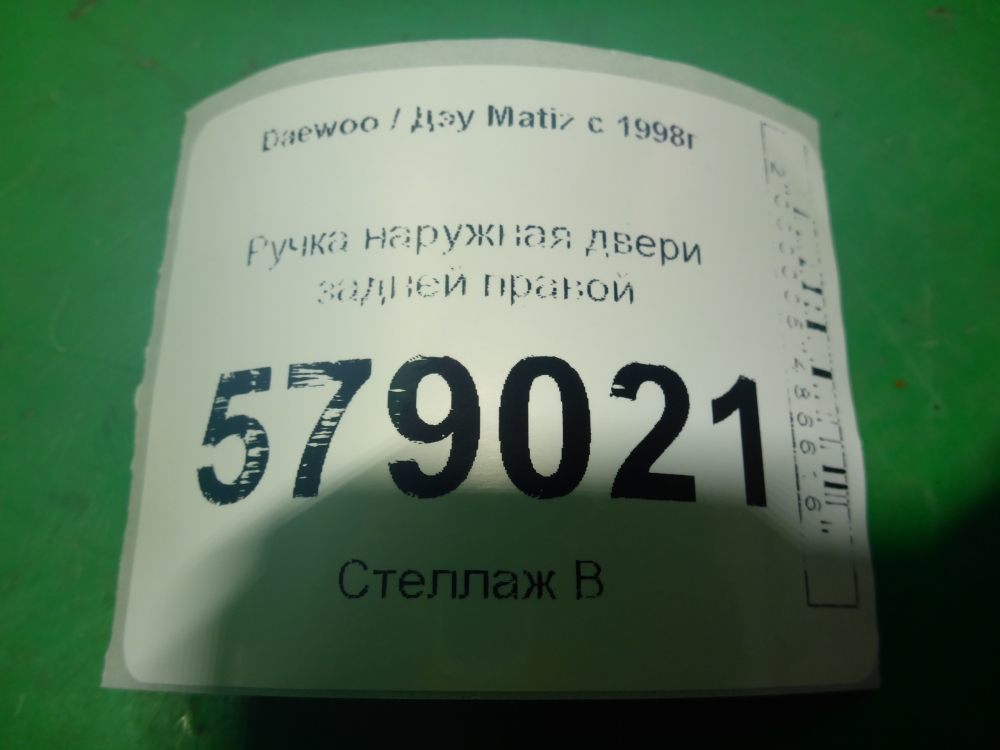 Daewoo / Дэу Matiz с 1998г
Ручка наружная двери
задней правой
579021
Стеллаж В